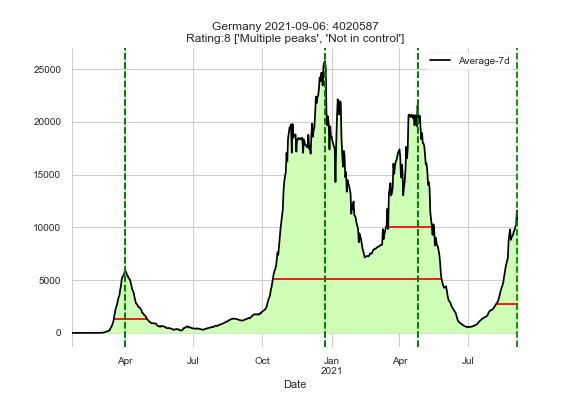 Germany 2021-09-06: 4020587
Rating:8 ['Multiple peaks', 'Not in control']
Average-7d
25000
20000
15000
10000
5000
0
Apr Jul Oct Jan Apr Jul
2021
Date